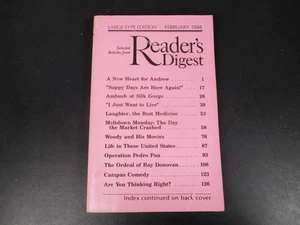 LARGE-TYPE EDITION FEBRUARY 1988
Selected
Articles from
Reader's
Digest
A New Heart for Andrew 1
"Happy Days Are Here Again!" 17
Ambush at Silk Gorge 26
"I Just Want to Live" 39
Laughter, the Best Medicine 53
Meltdown Monday: The Day
the Market Crashed 58
Woody and His Movies 76
Life in These United States 87
Operation Pedro Pan 93
The Ordeal of Ray Donovan 108
Campus Comedy 123
Are You Thinking Right? 126
Index continued on back cover